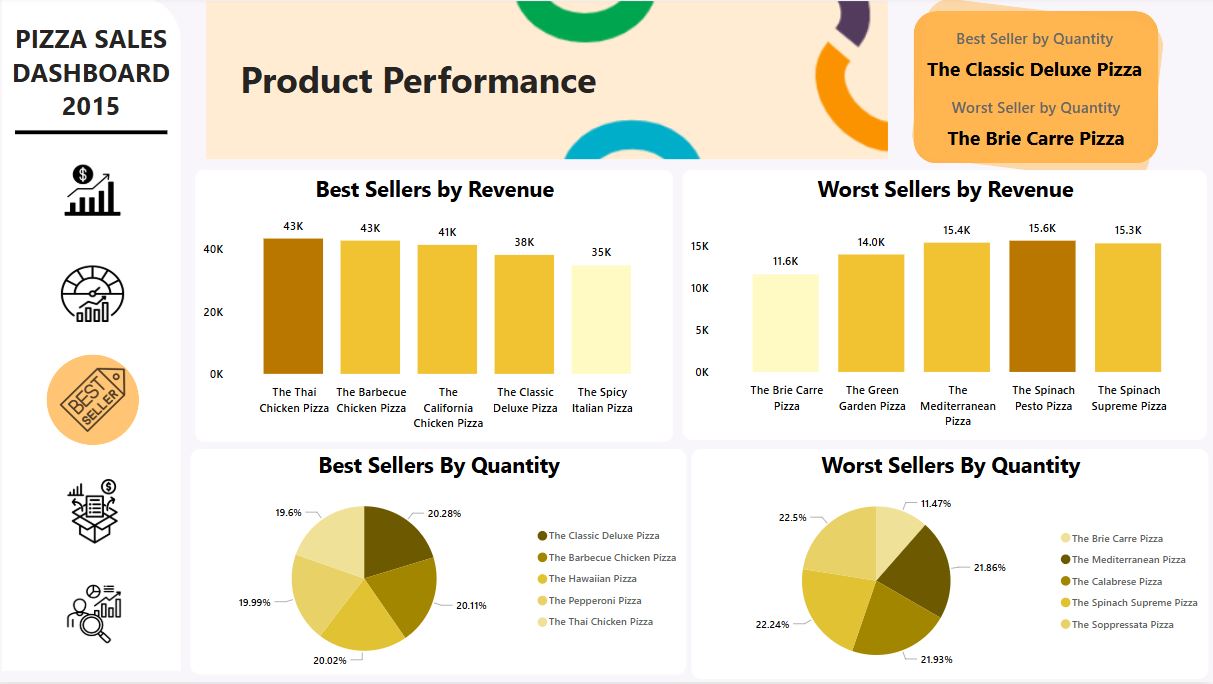 PIZZA SALES
DASHBOARD
2015
$
BEST
SELLER
$
Product Performance
Best Seller by Quantity
The Classic Deluxe Pizza
Worst Seller by Quantity
The Brie Carre Pizza
Best Sellers by Revenue
43K
43K
41K
38K
35K
40K
20K
0K
The Thai
Chicken Pizza
The Barbecue
Chicken Pizza
The
California
Chicken Pizza
The Classic
Deluxe Pizza
The Spicy
Italian Pizza
Worst Sellers by Revenue
11.6K
14.0K
15.4K
15.6K
15.3K
15K
10K
5K
0K
The Brie Carre
Pizza
The Green
Garden Pizza
The
Mediterranean
Pizza
The Spinach
Pesto Pizza
The Spinach
Supreme Pizza
Best Sellers By Quantity
20.28%
20.11%
20.02%
19.99%
19.6%
The Classic Deluxe Pizza
The Barbecue Chicken Pizza
The Hawaiian Pizza
The Pepperoni Pizza
The Thai Chicken Pizza
Worst Sellers By Quantity
11.47%
21.86%
21.93%
22.24%
22.5%
The Brie Carre Pizza
The Mediterranean Pizza
The Calabrese Pizza
The Spinach Supreme Pizza
The Soppressata Pizza